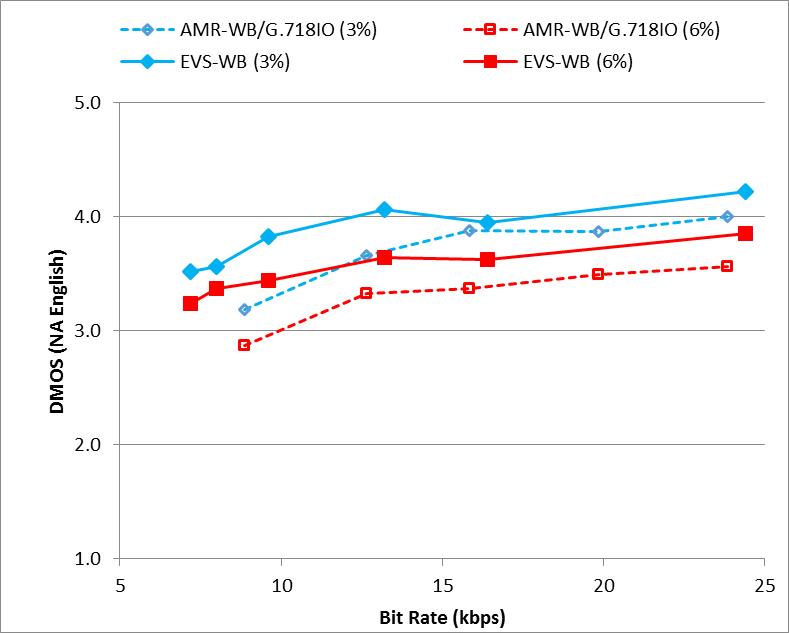 AMR-WB/G.718IO (3%) AMR-WB/G.718IO (6%)
EVS-WB (3%) EVS-WB (6%)
5.0
4.0
3.0
2.0
1.0
DMOS (NA English)
5 10 15 20 25
Bit Rate (kbps)